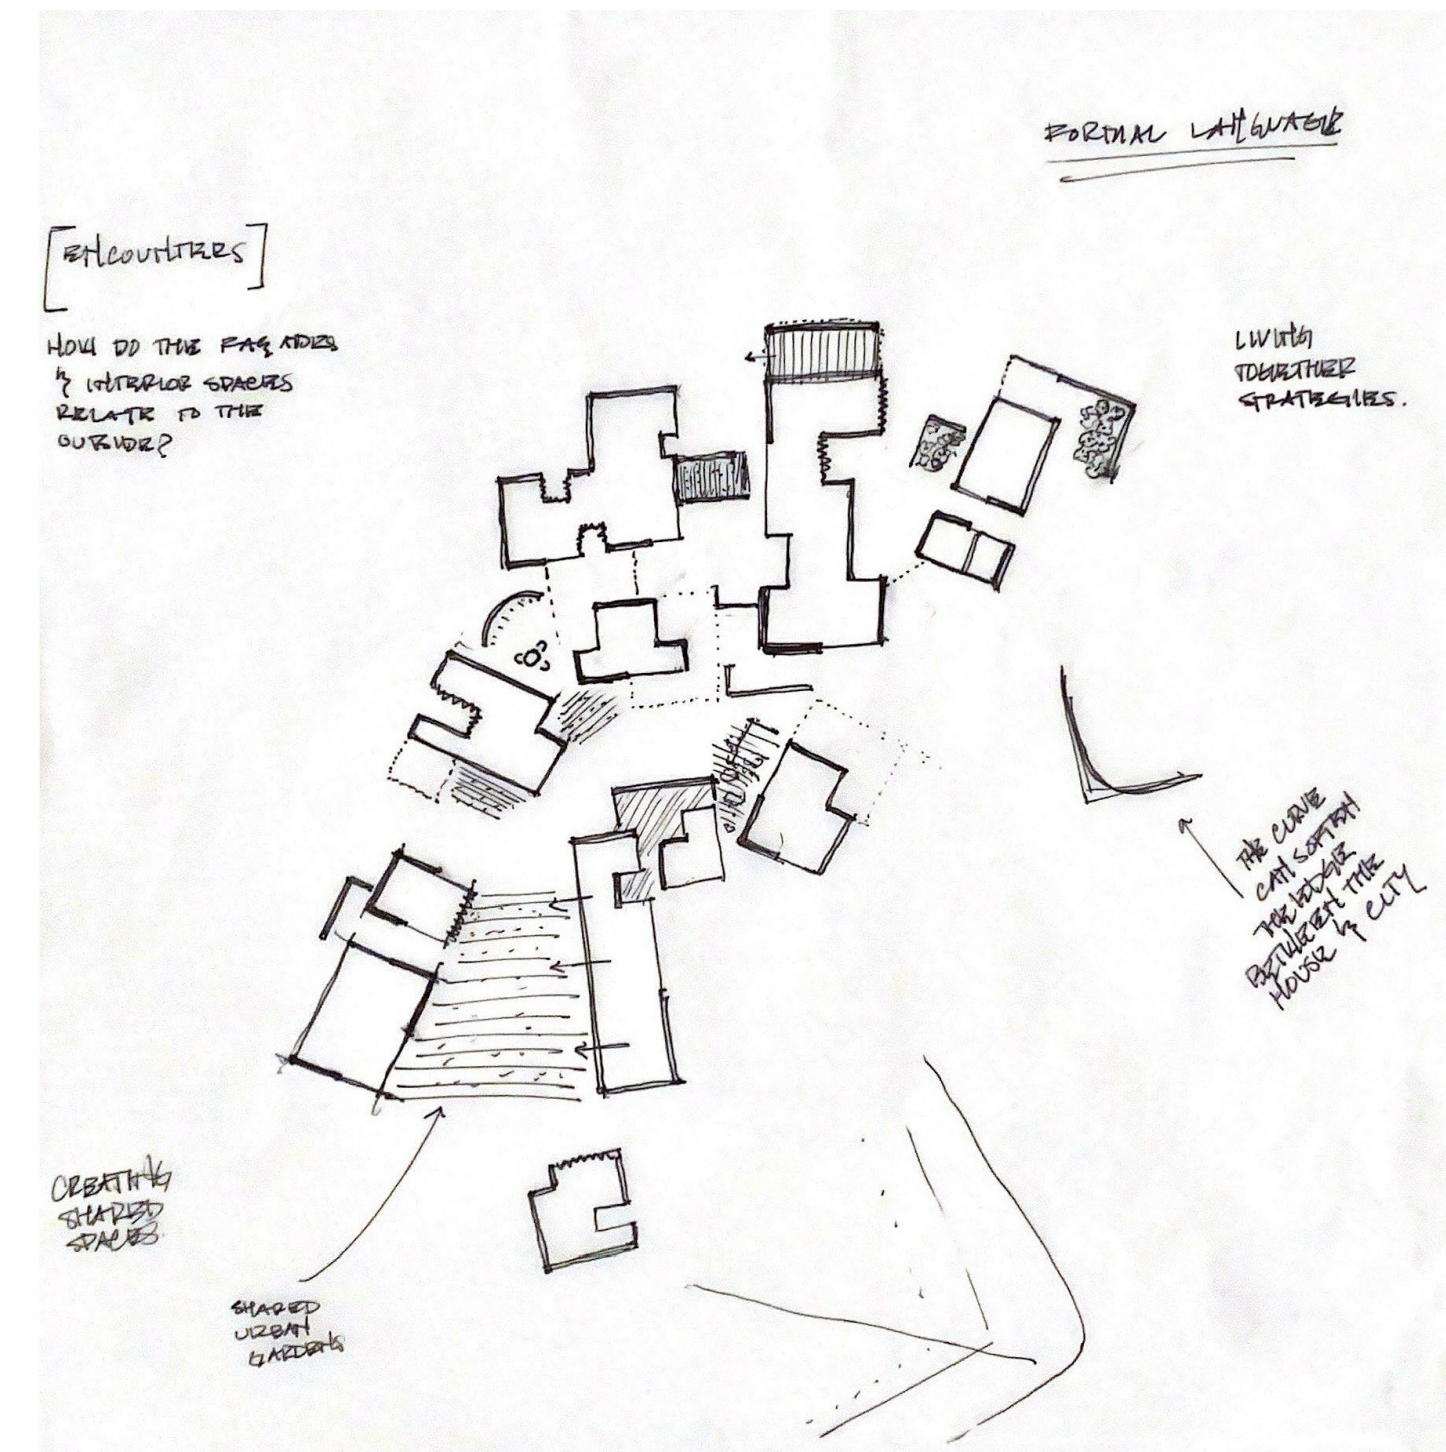 FORMAL LANGUAGE
[ENCOUNTERS]
HOW DO THE FAÇADES
& INTERIOR SPACES
RELATE TO THE
OUTSIDE?
LIVING
TOGETHER
STRATEGIES.
THE CURVE
CAN SOFTEN
THE EDGE
BETWEEN THE
HOUSE & CITY
CREATING
SHARED
SPACES.
SHARED
URBAN
GARDENS